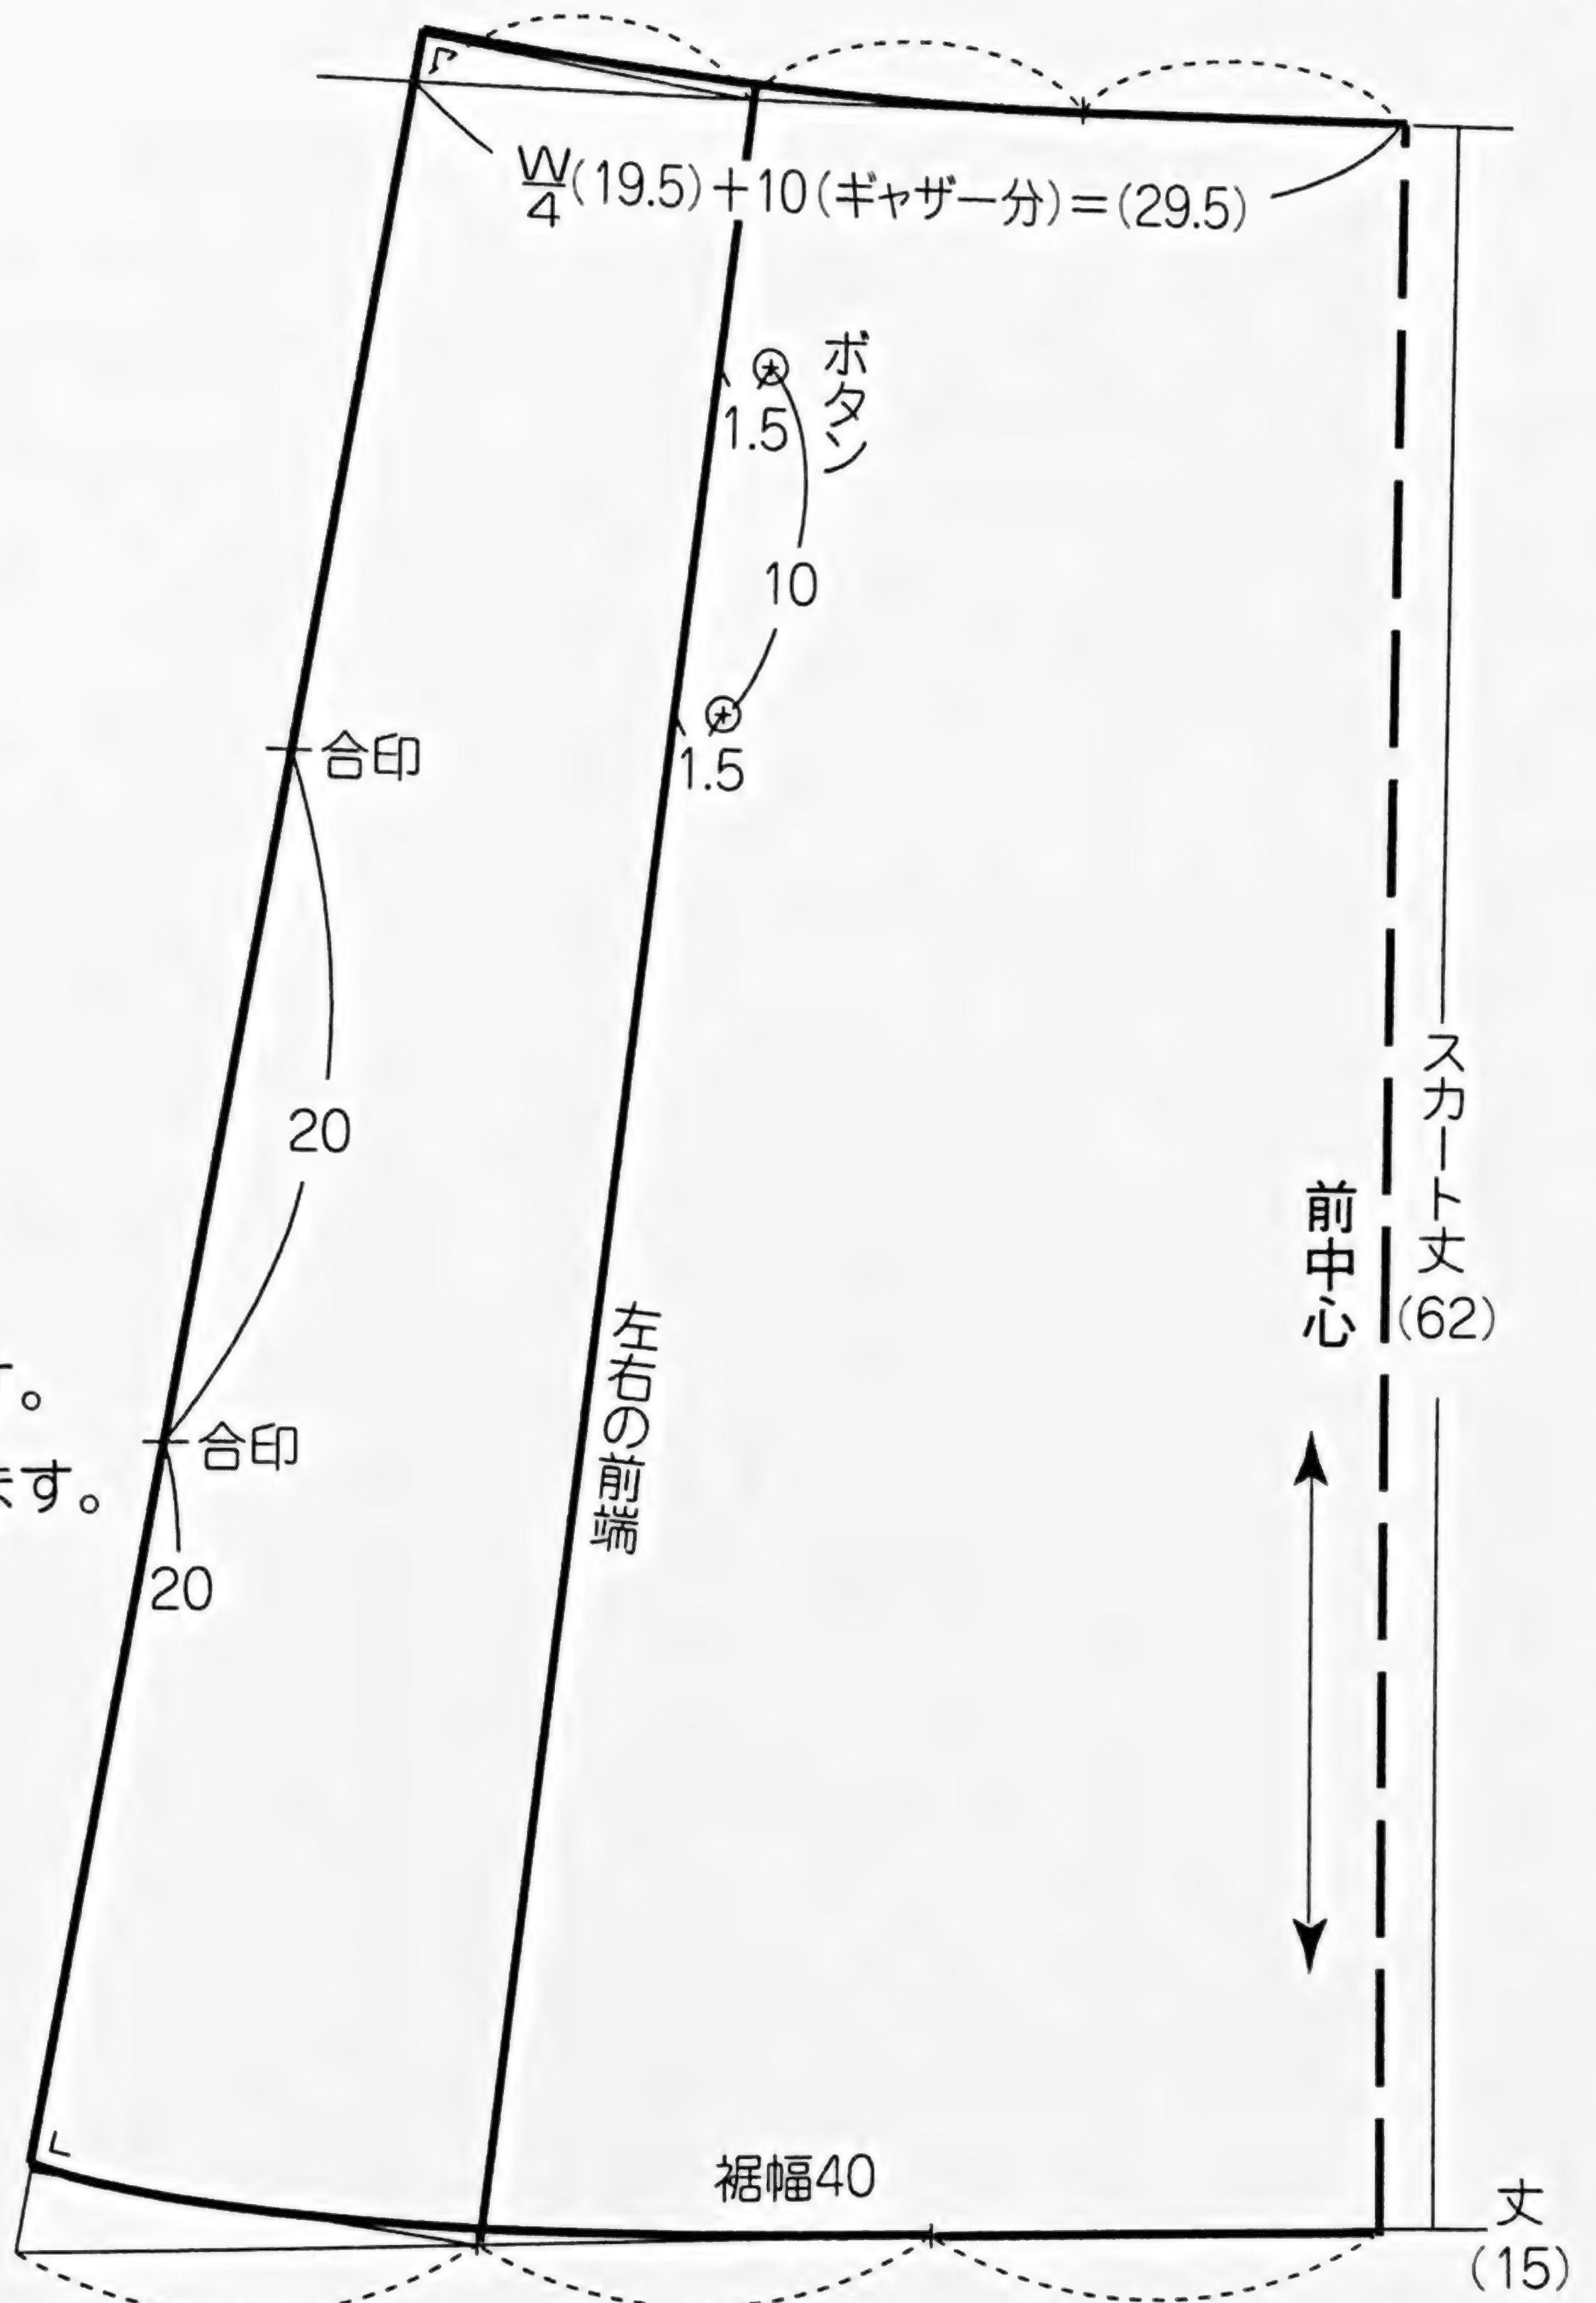 W/4(19.5)+10(ギャザー分)=(29.5)
ボタン
1.5
10
1.5
合印
20
合印
20
左右の前端
前中心
スカート丈
(62)
。
ます。
裾幅40
丈
(15)